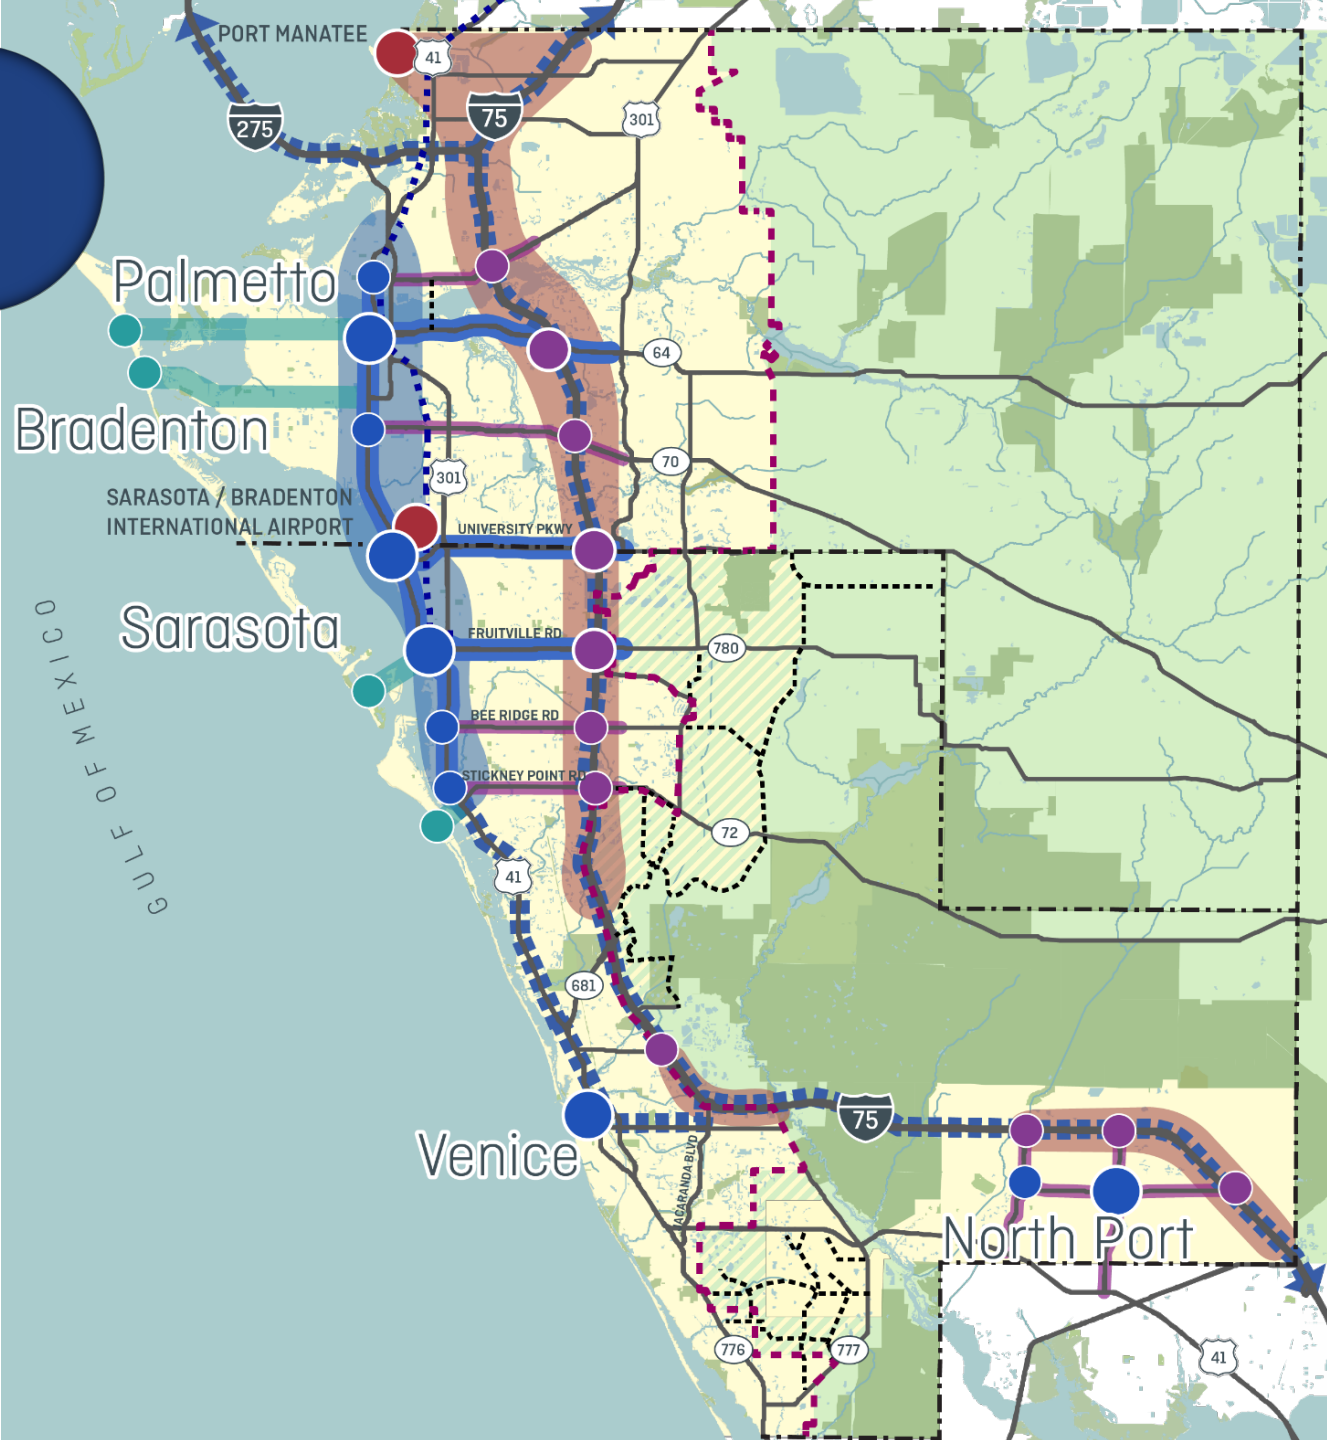 PORT MANATEE
41
275
75
301
Palmetto
64
Bradenton
70
301
SARASOTA / BRADENTON
INTERNATIONAL AIRPORT
UNIVERSITY PKWY
Sarasota
FRUITVILLE RD
780
GULF OF MEXICO
BEE RIDGE RD
STICKNEY POINT RD
72
41
681
75
Venice
JACARANDA BLVD
North Port
776
777
41